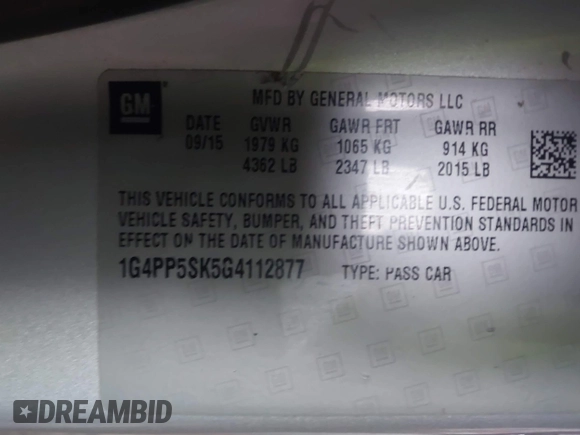 GM
MFD BY GENERAL MOTORS LLC
DATE GVWR GAWR FRT GAWR RR
09/15 1979 KG 1065 KG 914 KG
4362 LB 2347 LB 2015 LB
THIS VEHICLE CONFORMS TO ALL APPLICABLE U.S. FEDERAL MOTOR
VEHICLE SAFETY, BUMPER, AND THEFT PREVENTION STANDARDS IN
EFFECT ON THE DATE OF MANUFACTURE SHOWN ABOVE.
1G4PP5SK5G4112877 TYPE: PASS CAR
DREAMBID